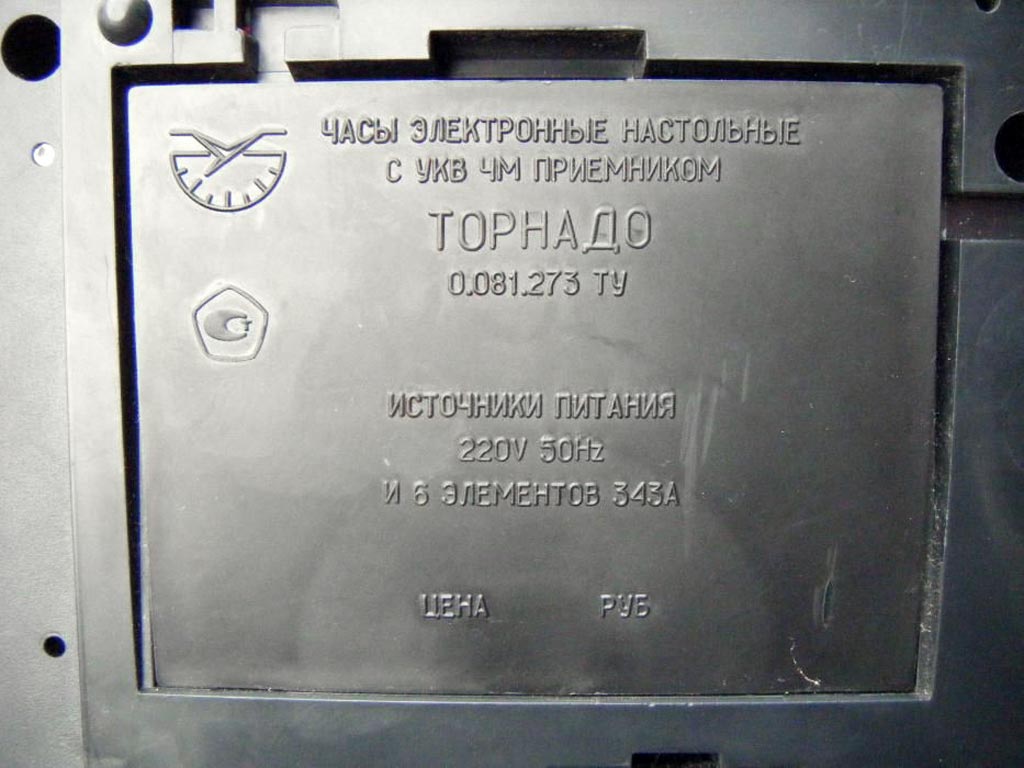 ЧАСЫ ЭЛЕКТРОННЫЕ НАСТОЛЬНЫЕ
С УКВ ЧМ ПРИЕМНИКОМ
ТОРНАДО
0.081.273 ТУ
ИСТОЧНИКИ ПИТАНИЯ
220V 50Hz
И 6 ЭЛЕМЕНТОВ 343А
ЦЕНА РУБ